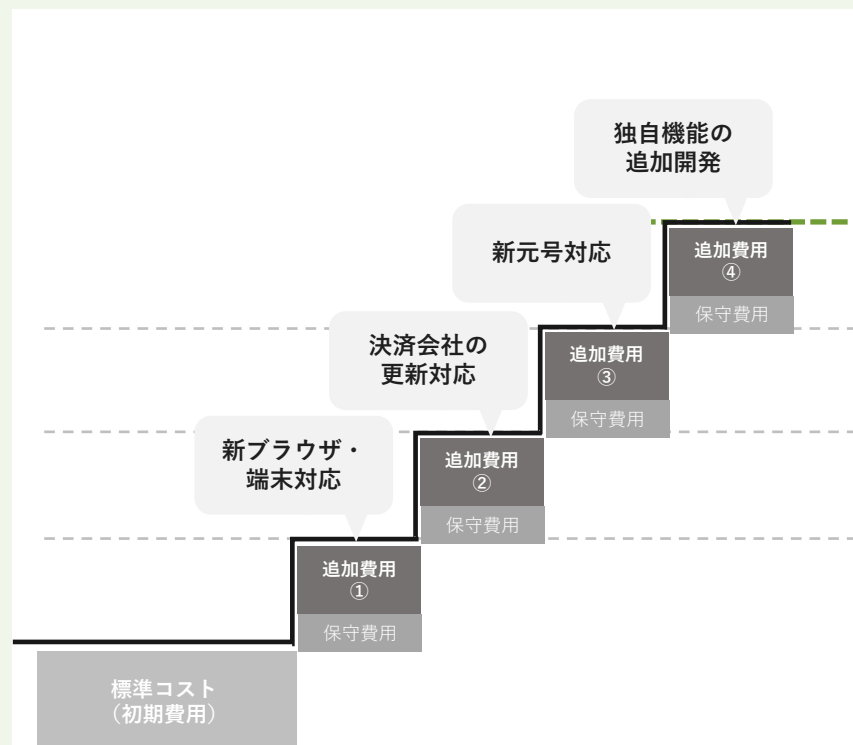 独自機能の
追加開発
追加費用
④
保守費用
新元号対応
追加費用
③
保守費用
決済会社の
更新対応
追加費用
②
保守費用
新ブラウザ・
端末対応
追加費用
①
保守費用
標準コスト
（初期費用）